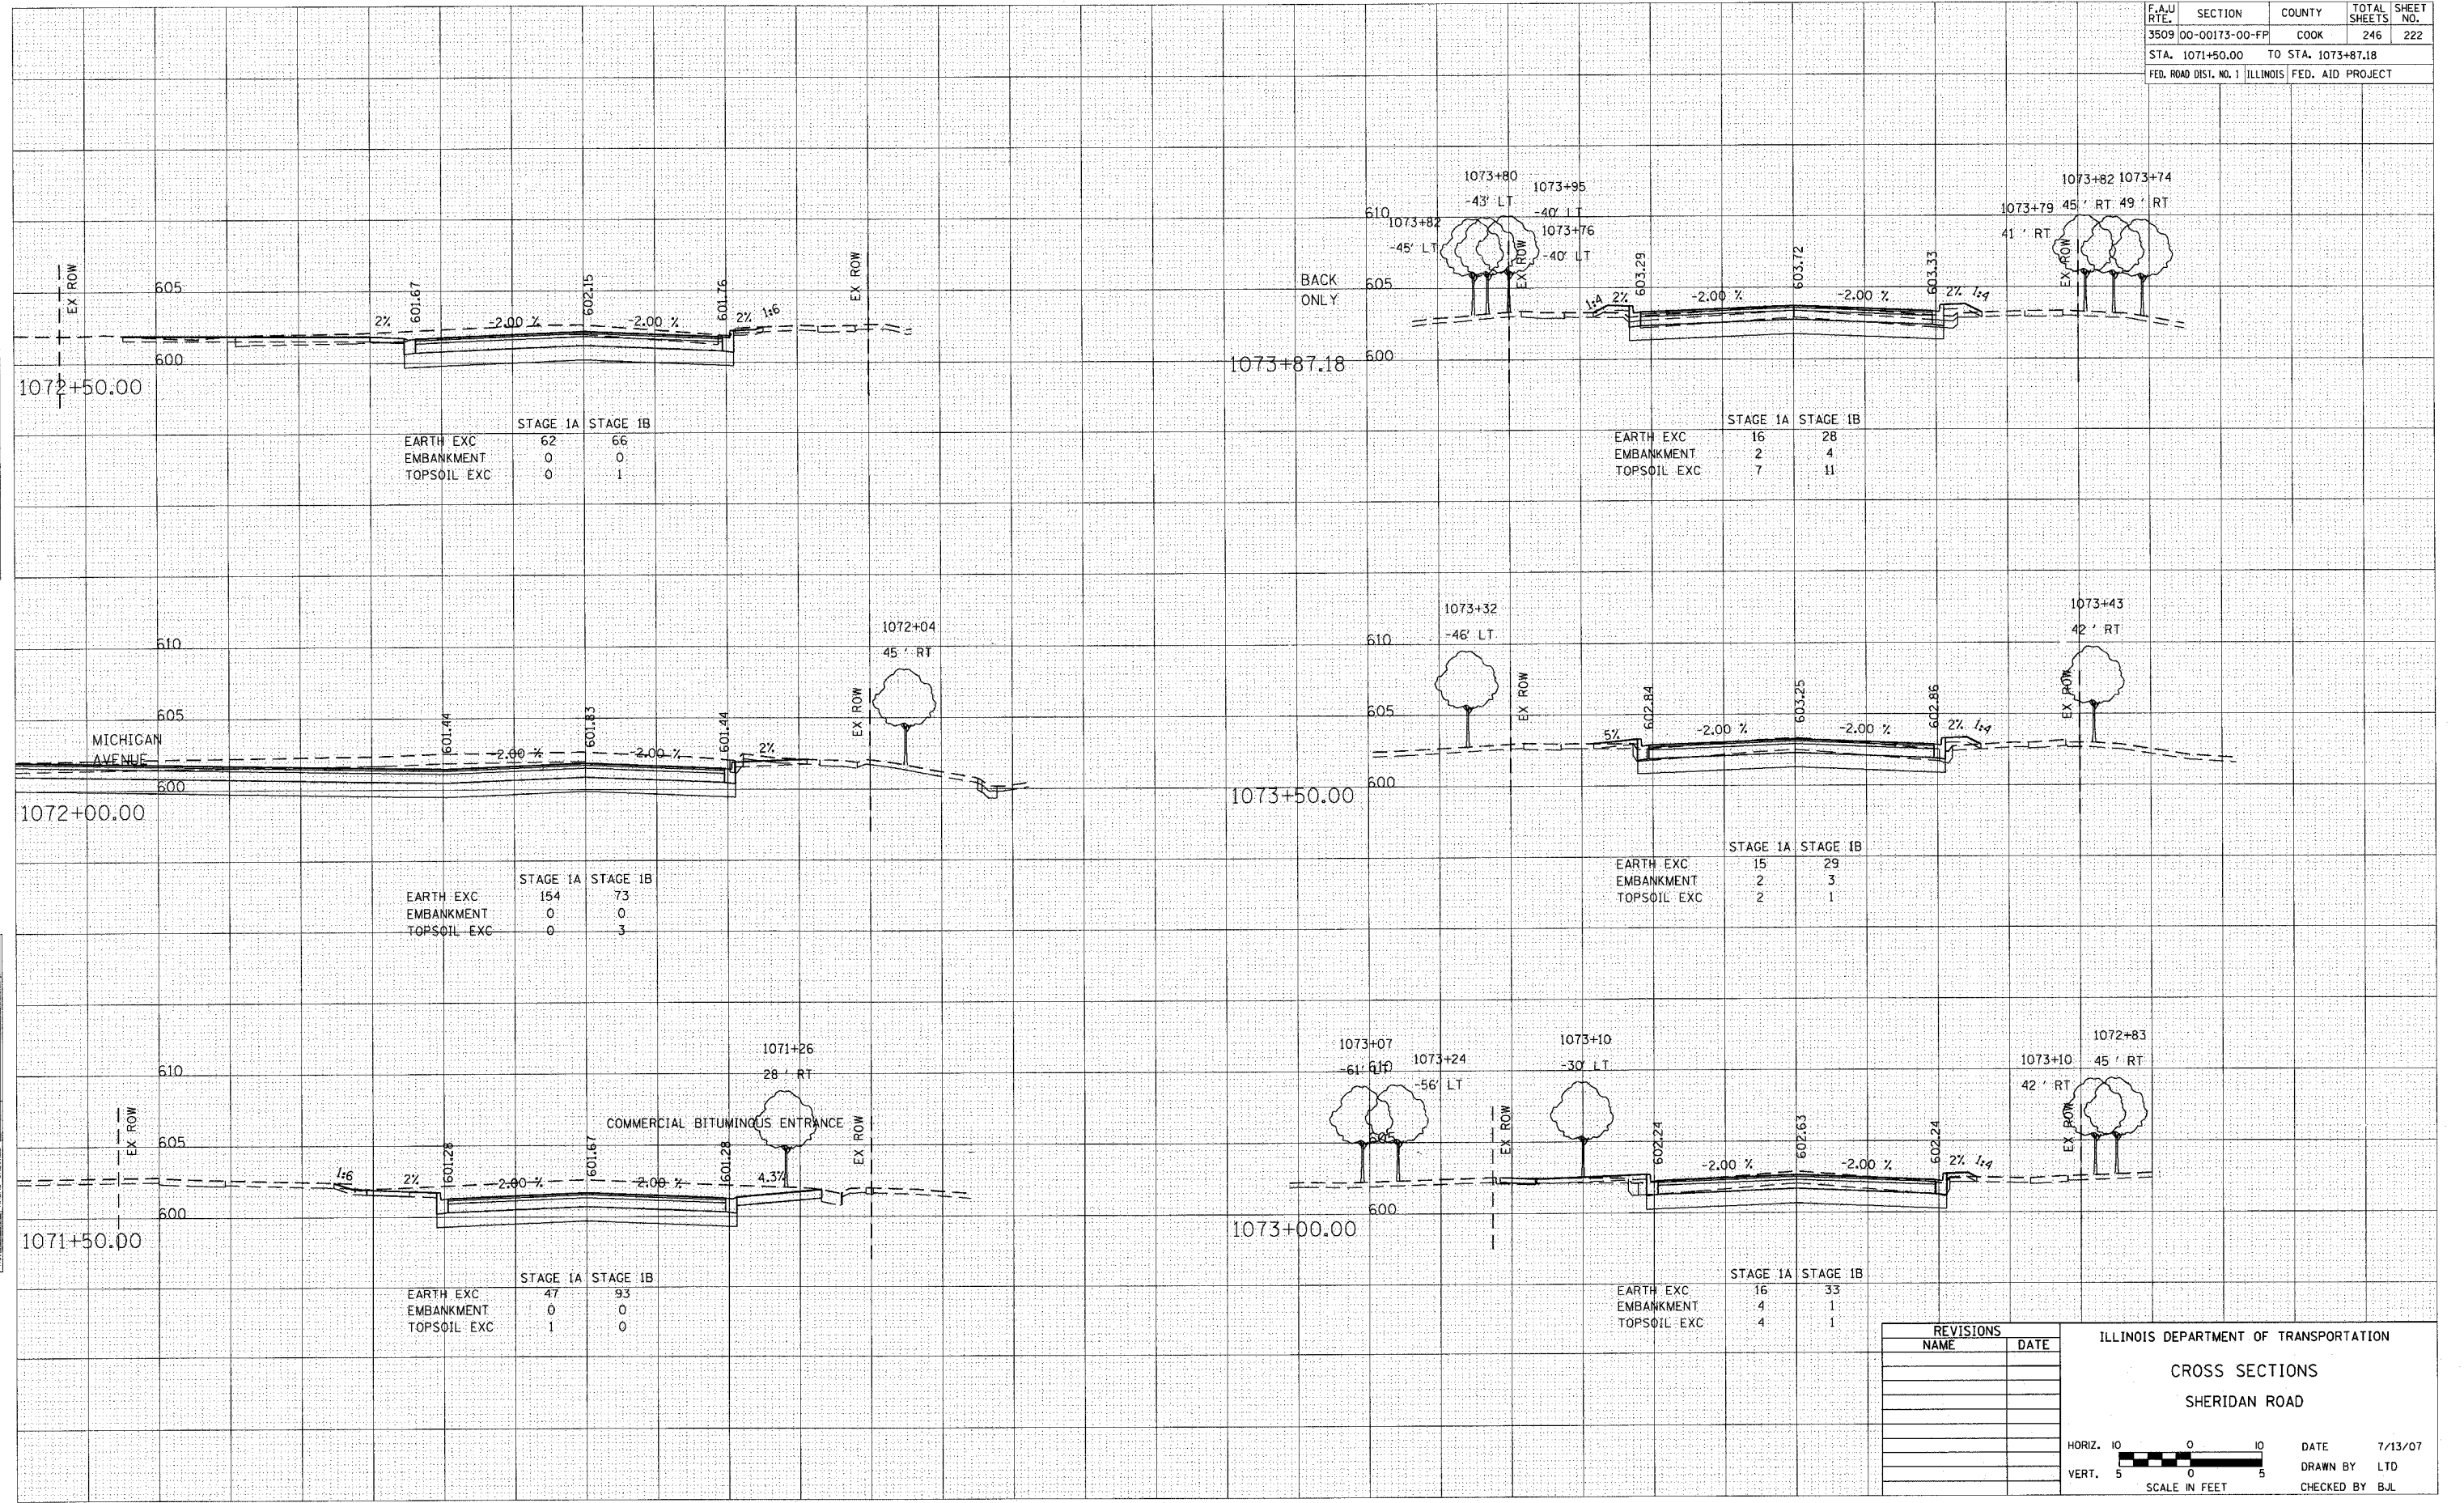 F.A.U RTE. SECTION COUNTY TOTAL SHEETS SHEET NO.
3509 00-00173-00-FP COOK 246 222
STA. 1071+50.00 TO STA. 1073+87.18
FED. ROAD DIST. NO. 1 ILLINOIS FED. AID PROJECT
EX ROW
605
2%
601.67
-2.00 %
602.15
-2.00 %
601.76
2% 1:6
EX ROW
600
1072+50.00
STAGE 1A STAGE 1B
EARTH EXC 62 66
EMBANKMENT 0 0
TOPSOIL EXC 0 1
1073+80
-43' LT
1073+95
-40' LT
610
1073+82
-45' LT
1073+76
-40' LT
EX ROW
BACK
ONLY
605
1:4 2%
603.29
-2.00 %
603.72
-2.00 %
603.33
2% 1:4
1073+82 1073+74
45 ' RT 49 ' RT
1073+79
41 ' RT
EX ROW
600
1073+87.18
STAGE 1A STAGE 1B
EARTH EXC 16 28
EMBANKMENT 2 4
TOPSOIL EXC 7 11
610
605
MICHIGAN
AVENUE
601.44
-2.00 %
601.83
-2.00 %
601.44
2%
EX ROW
1072+04
45 ' RT
600
1072+00.00
STAGE 1A STAGE 1B
EARTH EXC 154 73
EMBANKMENT 0 0
TOPSOIL EXC 0 3
1073+32
-46' LT
610
EX ROW
605
5%
602.84
-2.00 %
603.25
-2.00 %
602.86
2% 1:4
1073+43
42 ' RT
EX ROW
600
1073+50.00
STAGE 1A STAGE 1B
EARTH EXC 15 29
EMBANKMENT 2 3
TOPSOIL EXC 2 1
610
1071+26
28 ' RT
COMMERCIAL BITUMINOUS ENTRANCE
EX ROW
605
1:6 2%
601.28
-2.00 %
601.67
-2.00 %
601.28
4.3%
EX ROW
600
1071+50.00
STAGE 1A STAGE 1B
EARTH EXC 47 93
EMBANKMENT 0 0
TOPSOIL EXC 1 0
1073+07
-61' LT
610
1073+24
-56' LT
1073+10
-30' LT
605
EX ROW
602.24
-2.00 %
602.63
-2.00 %
602.24
2% 1:4
1072+83
45 ' RT
1073+10
42 ' RT
EX ROW
600
1073+00.00
STAGE 1A STAGE 1B
EARTH EXC 16 33
EMBANKMENT 4 1
TOPSOIL EXC 4 1
REVISIONS
NAME DATE
ILLINOIS DEPARTMENT OF TRANSPORTATION
CROSS SECTIONS
SHERIDAN ROAD
HORIZ. 10 0 10
VERT. 5 0 5
SCALE IN FEET
DATE 7/13/07
DRAWN BY LTD
CHECKED BY BJL